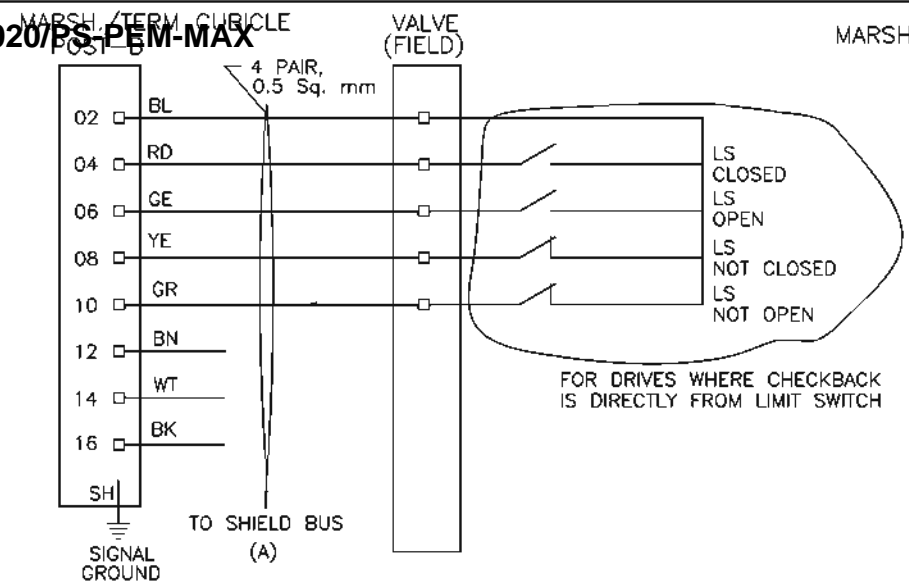 MARSH./TERM CUBICLE
020/PS-PEM-MAX
POST-B
VALVE
(FIELD)
MARSH
4 PAIR,
0.5 Sq. mm
02 BL
04 RD
06 GE
08 YE
10 GR
12 BN
14 WT
16 BK
SH
LS
CLOSED
LS
OPEN
LS
NOT CLOSED
LS
NOT OPEN
FOR DRIVES WHERE CHECKBACK
IS DIRECTLY FROM LIMIT SWITCH
TO SHIELD BUS
(A)
SIGNAL
GROUND